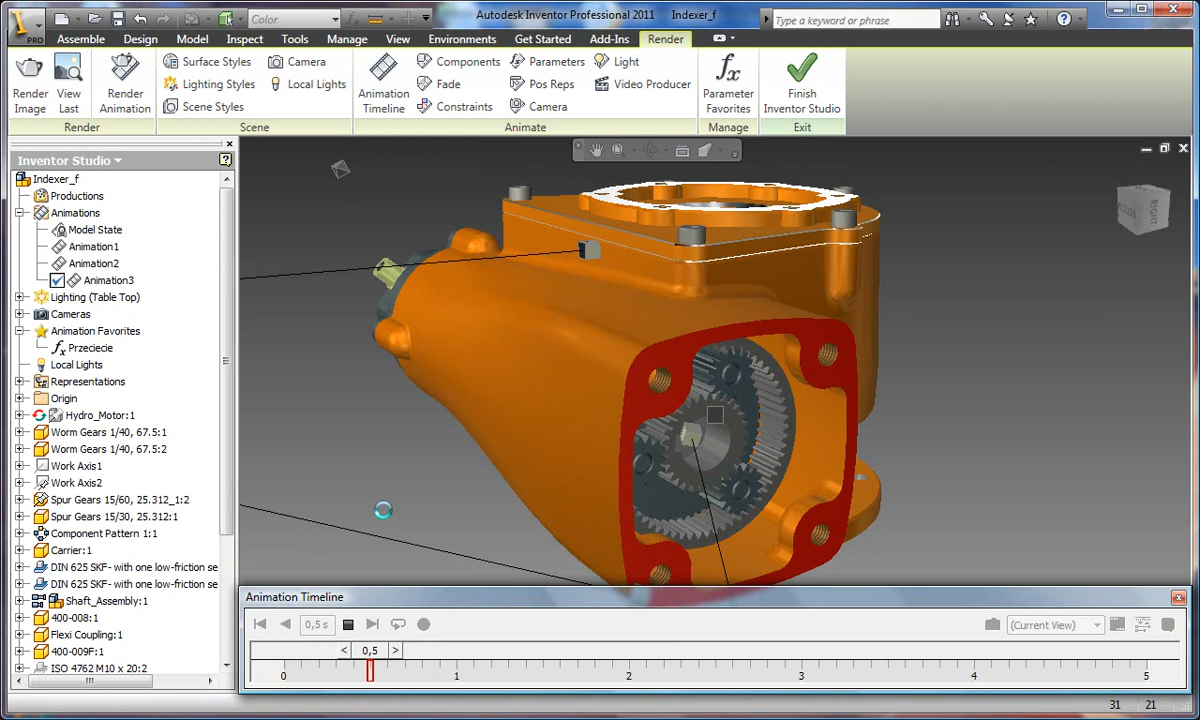 Color
Autodesk Inventor Professional 2011 Indexer_f
Type a keyword or phrase
PRO
Assemble Design Model Inspect Tools Manage View Environments Get Started Add-Ins Render
Render Image
View Last
Render Animation
Surface Styles
Lighting Styles
Scene Styles
Camera
Local Lights
Animation Timeline
Components
Fade
Constraints
Parameters
Pos Reps
Camera
Light
Video Producer
fx
Parameter Favorites
Finish Inventor Studio
Render Scene Animate Manage Exit
Inventor Studio
Indexer_f
Productions
Animations
Model State
Animation1
Animation2
Animation3
Lighting (Table Top)
Cameras
Animation Favorites
fx Przeciecie
Local Lights
Representations
Origin
Hydro_Motor:1
Worm Gears 1/40, 67.5:1
Worm Gears 1/40, 67.5:2
Work Axis1
Work Axis2
Spur Gears 15/60, 25.312_1:2
Spur Gears 15/30, 25.312:1
Component Pattern 1:1
Carrier:1
DIN 625 SKF- with one low-friction se
DIN 625 SKF- with one low-friction se
Shaft_Assembly:1
400-008:1
Flexi Coupling:1
400-009F:1
ISO 4762 M10 x 20:2
RIGHT
Animation Timeline
0,5 s
(Current View)
< 0,5 >
0 1 2 3 4 5
31 21